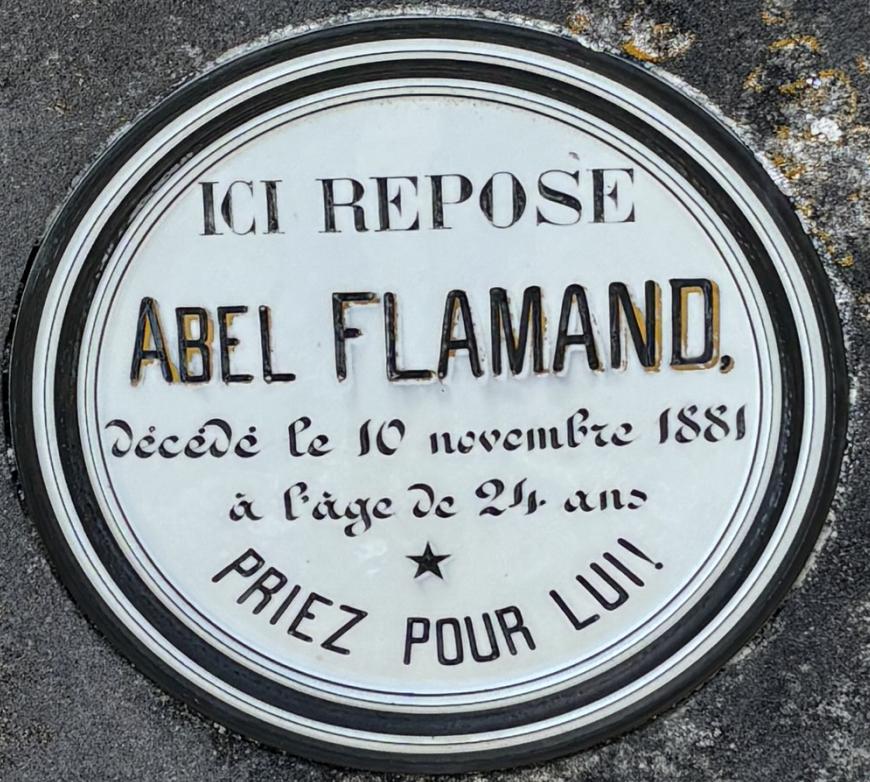 ICI REPOSE
ABEL FLAMAND,
décédé le 10 novembre 1881
à l'âge de 24 ans
PRIEZ POUR LUI!